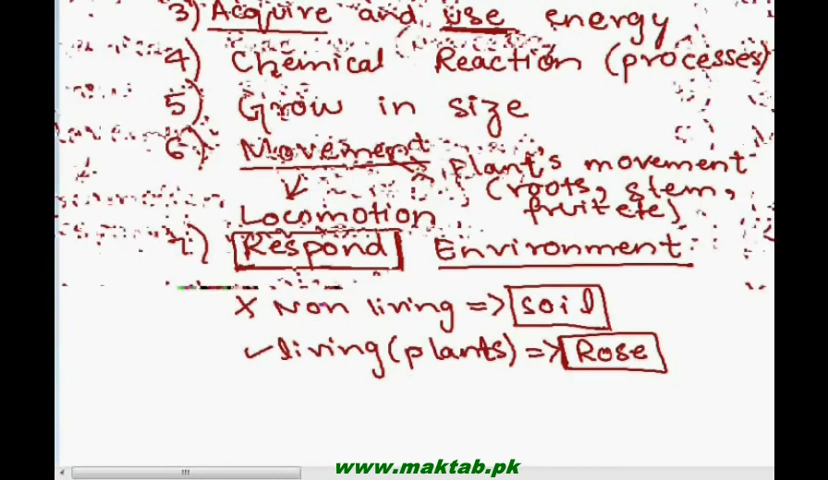 3) Acquire and use energy
4) Chemical Reaction (processes)
5) Grow in size
6) Movement
Plant's movement
(roots, stem,
fruit etc)
Locomotion
7) Respond Environment
X Non living => Soil
✓ living (plants) => Rose
www.maktab.pk